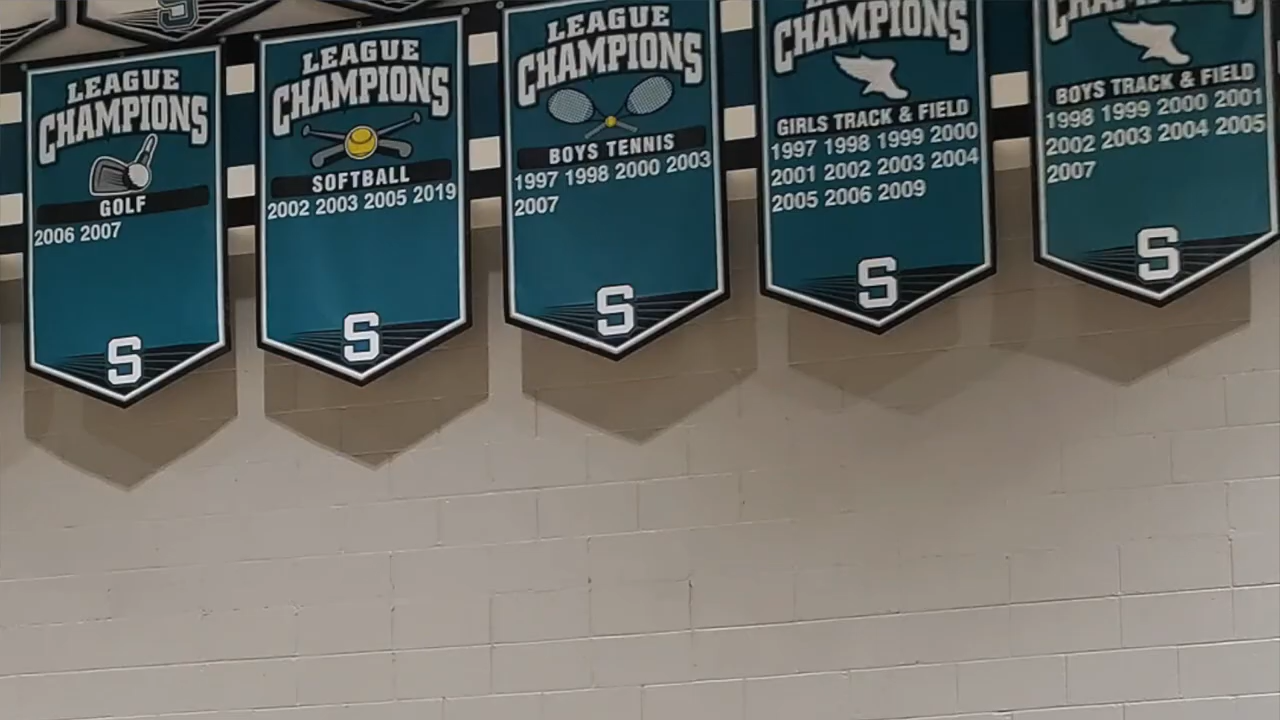 LEAGUE
CHAMPIONS
GOLF
2006 2007
S
LEAGUE
CHAMPIONS
SOFTBALL
2002 2003 2005 2019
S
LEAGUE
CHAMPIONS
BOYS TENNIS
1997 1998 2000 2003
2007
S
LEAGUE
CHAMPIONS
GIRLS TRACK & FIELD
1997 1998 1999 2000
2001 2002 2003 2004
2005 2006 2009
S
CHAMPIONS
BOYS TRACK & FIELD
1998 1999 2000 2001
2002 2003 2004 2005
2007
S
S